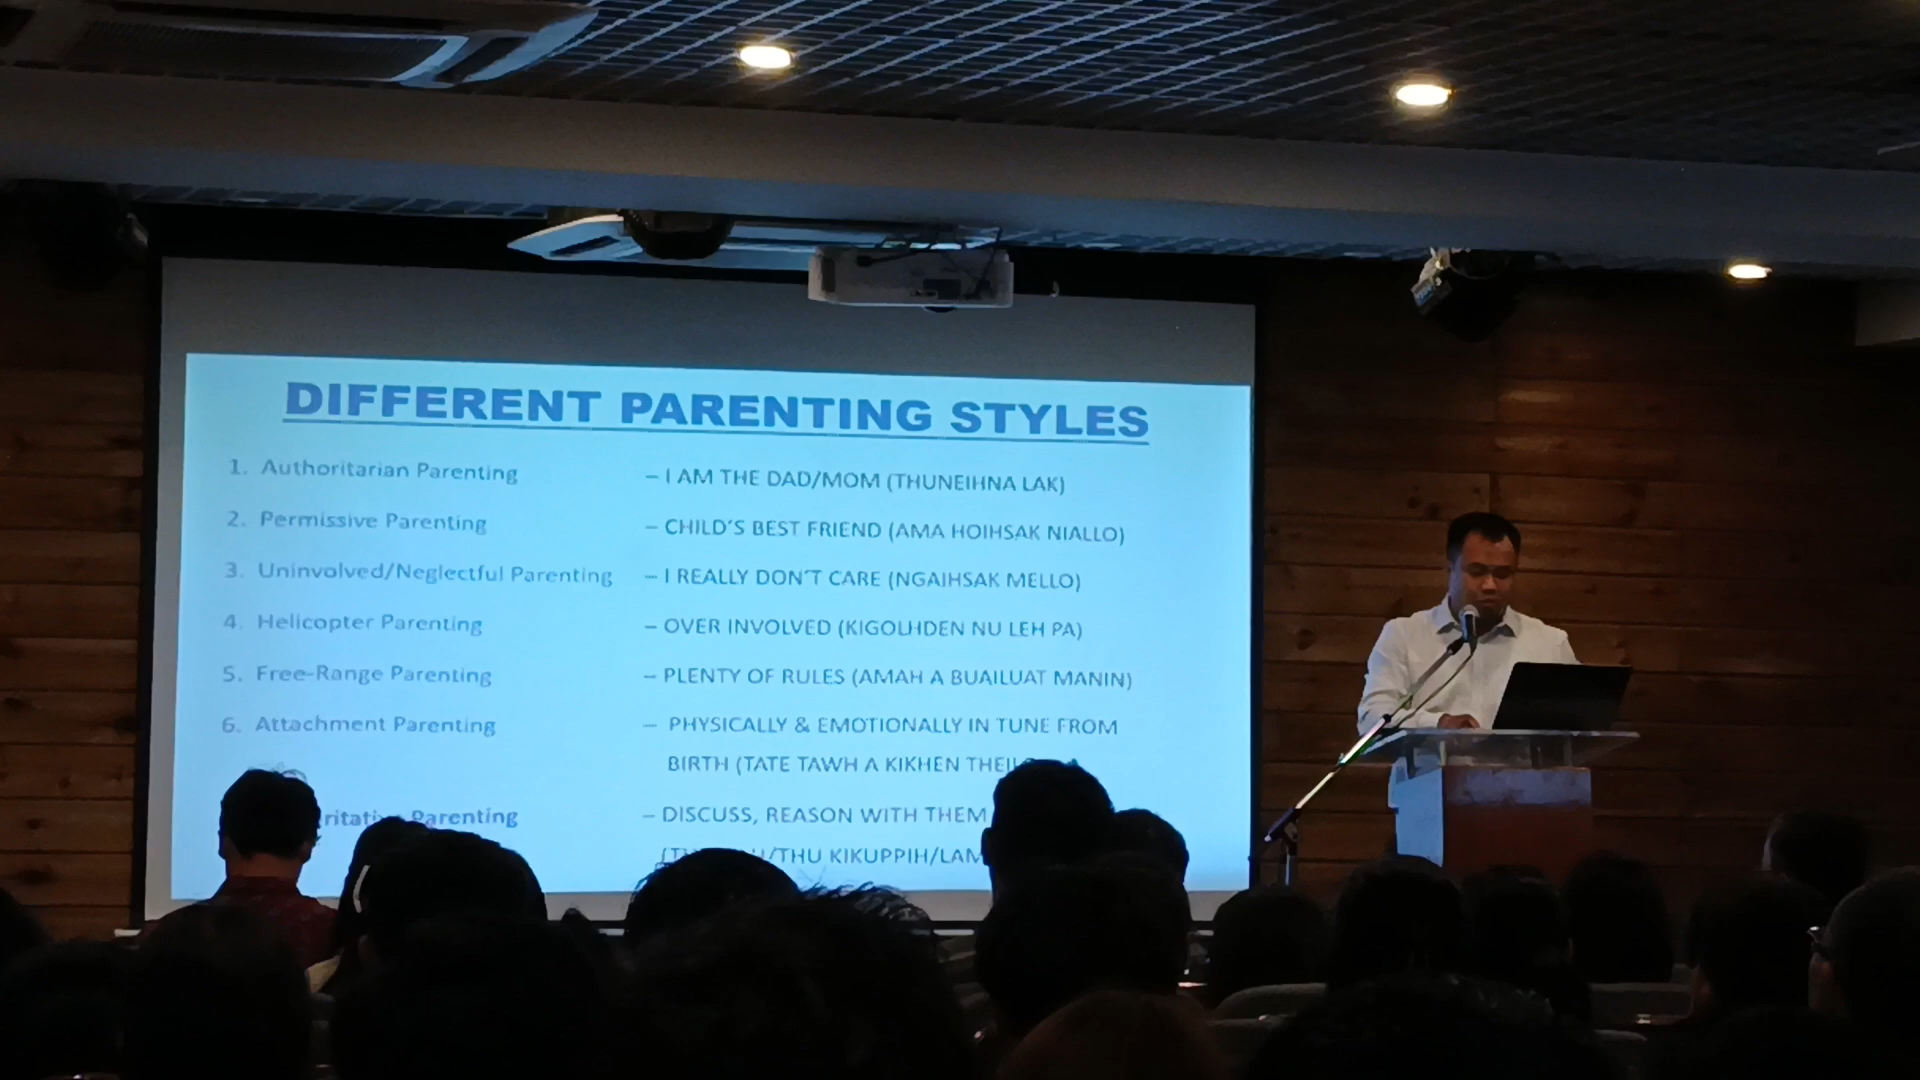 DIFFERENT PARENTING STYLES
1. Authoritarian Parenting – I AM THE DAD/MOM (THUNEIHNA LAK)
2. Permissive Parenting – CHILD'S BEST FRIEND (AMA HOIHSAK NIALLO)
3. Uninvolved/Neglectful Parenting – I REALLY DON'T CARE (NGAIHSAK MELLO)
4. Helicopter Parenting – OVER INVOLVED (KIGOLHDEN NU LEH PA)
5. Free-Range Parenting – PLENTY OF RULES (AMAH A BUAILUAT MANIN)
6. Attachment Parenting – PHYSICALLY & EMOTIONALLY IN TUNE FROM
BIRTH (TATE TAWH A KIKHEN
Parenting – DISCUSS, REASON WITH THEM
/THU KIKUPPIH/